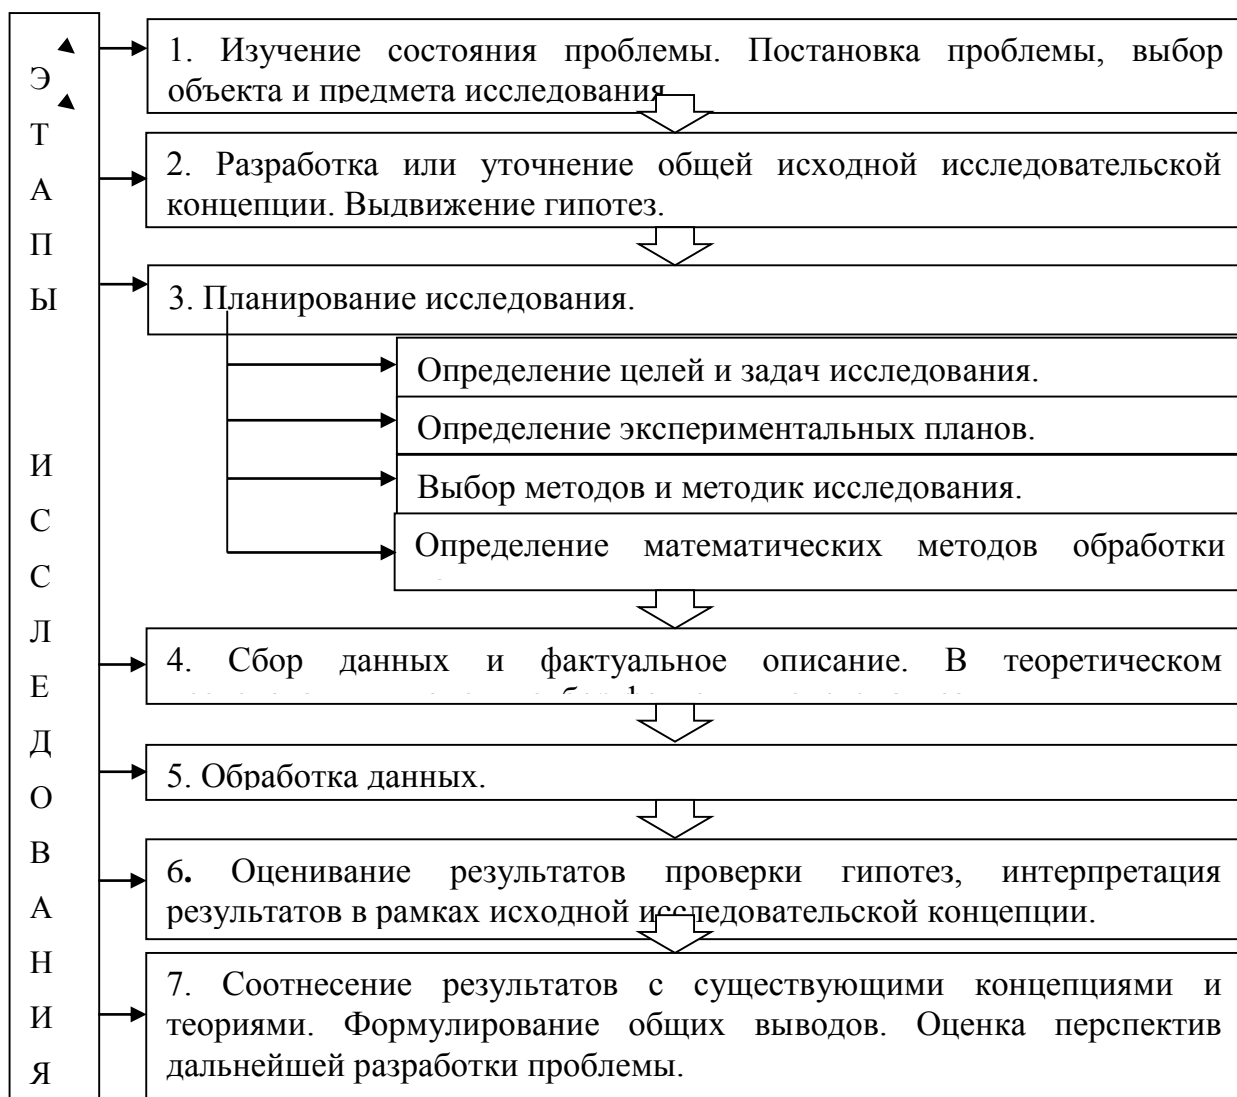 ЭТАПЫ ИССЛЕДОВАНИЯ
1. Изучение состояния проблемы. Постановка проблемы, выбор
объекта и предмета исследования
2. Разработка или уточнение общей исходной исследовательской
концепции. Выдвижение гипотез.
3. Планирование исследования.
Определение целей и задач исследования.
Определение экспериментальных планов.
Выбор методов и методик исследования.
Определение математических методов обработки
4. Сбор данных и фактуальное описание. В теоретическом
5. Обработка данных.
6. Оценивание результатов проверки гипотез, интерпретация
результатов в рамках исходной исследовательской концепции.
7. Соотнесение результатов с существующими концепциями и
теориями. Формулирование общих выводов. Оценка перспектив
дальнейшей разработки проблемы.